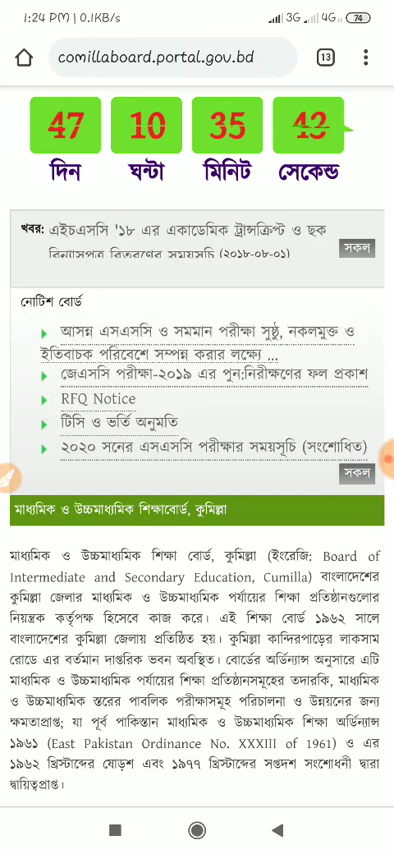 1:24 PM | 0.1KB/s
3G 4G 74
comillaboard.portal.gov.bd
13
47 10 35 43
দিন ঘন্টা মিনিট সেকেন্ড
খবর: এইচএসসি '১৮ এর একাডেমিক ট্রান্সক্রিপ্ট ও ছক
বিন্যাসপত্র বিতরণের সময়সূচি (২০১৮-০৮-০১)
সকল
নোটিশ বোর্ড
আসন্ন এসএসসি ও সমমান পরীক্ষা সুষ্ঠু, নকলমুক্ত ও
ইতিবাচক পরিবেশে সম্পন্ন করার লক্ষ্যে ...
জেএসসি পরীক্ষা-২০১৯ এর পুন:নিরীক্ষণের ফল প্রকাশ
RFQ Notice
টিসি ও ভর্তি অনুমতি
২০২০ সনের এসএসসি পরীক্ষার সময়সূচি (সংশোধিত)
সকল
মাধ্যমিক ও উচ্চমাধ্যমিক শিক্ষাবোর্ড, কুমিল্লা
মাধ্যমিক ও উচ্চমাধ্যমিক শিক্ষা বোর্ড, কুমিল্লা (ইংরেজি: Board of
Intermediate and Secondary Education, Cumilla) বাংলাদেশের
কুমিল্লা জেলার মাধ্যমিক ও উচ্চমাধ্যমিক পর্যায়ের শিক্ষা প্রতিষ্ঠানগুলোর
নিয়ন্ত্রক কর্তৃপক্ষ হিসেবে কাজ করে। এই শিক্ষা বোর্ড ১৯৬২ সালে
বাংলাদেশের কুমিল্লা জেলায় প্রতিষ্ঠিত হয়। কুমিল্লা কান্দিরপাড়ের লাকসাম
রোডে এর বর্তমান দাপ্তরিক ভবন অবস্থিত। বোর্ডের অর্ডিন্যান্স অনুসারে এটি
মাধ্যমিক ও উচ্চমাধ্যমিক পর্যায়ের শিক্ষা প্রতিষ্ঠানসমূহের তদারকি, মাধ্যমিক
ও উচ্চমাধ্যমিক স্তরের পাবলিক পরীক্ষাসমূহ পরিচালনা ও উন্নয়নের জন্য
ক্ষমতাপ্রাপ্ত; যা পূর্ব পাকিস্তান মাধ্যমিক ও উচ্চমাধ্যমিক শিক্ষা অর্ডিন্যান্স
১৯৬১ (East Pakistan Ordinance No. XXXIII of 1961) ও এর
১৯৬২ খ্রিস্টাব্দের ষোড়শ এবং ১৯৭৭ খ্রিস্টাব্দের সপ্তদশ সংশোধনী দ্বারা
দ্বায়িত্বপ্রাপ্ত।